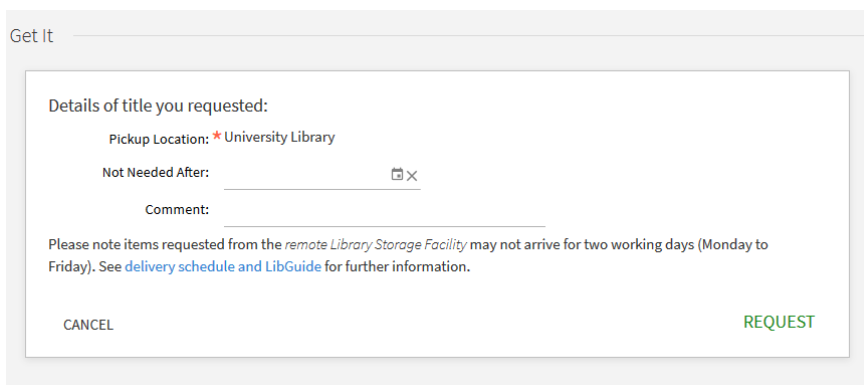 Get It
Details of title you requested:
Pickup Location: * University Library
Not Needed After:
Comment:
Please note items requested from the remote Library Storage Facility may not arrive for two working days (Monday to
Friday). See delivery schedule and LibGuide for further information.
CANCEL
REQUEST